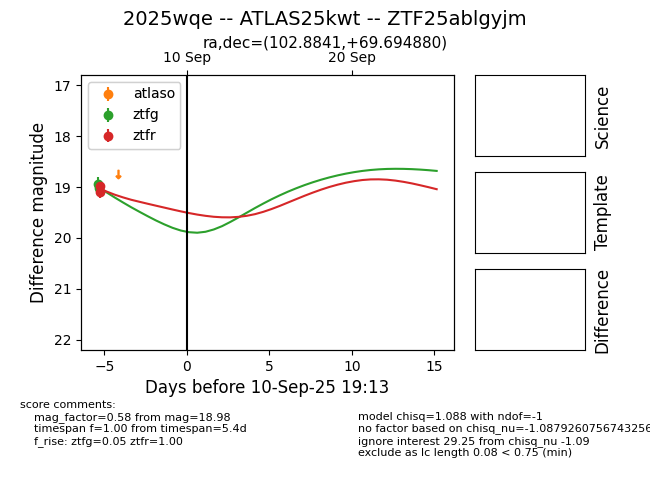 2025wqe -- ATLAS25kwt -- ZTF25ablgyjm
ra,dec=(102.8841,+69.694880)
10 Sep
20 Sep
atlaso
ztfg
ztfr
17
18
19
20
21
22
Difference magnitude
−5
0
5
10
15
Days before 10-Sep-25 19:13
Science
Template
Difference
score comments:
mag_factor=0.58 from mag=18.98
timespan f=1.00 from timespan=5.4d
f_rise: ztfg=0.05 ztfr=1.00
model chisq=1.088 with ndof=-1
no factor based on chisq_nu=-1.0879260756743256
ignore interest 29.25 from chisq_nu -1.09
exclude as lc length 0.08 < 0.75 (min)